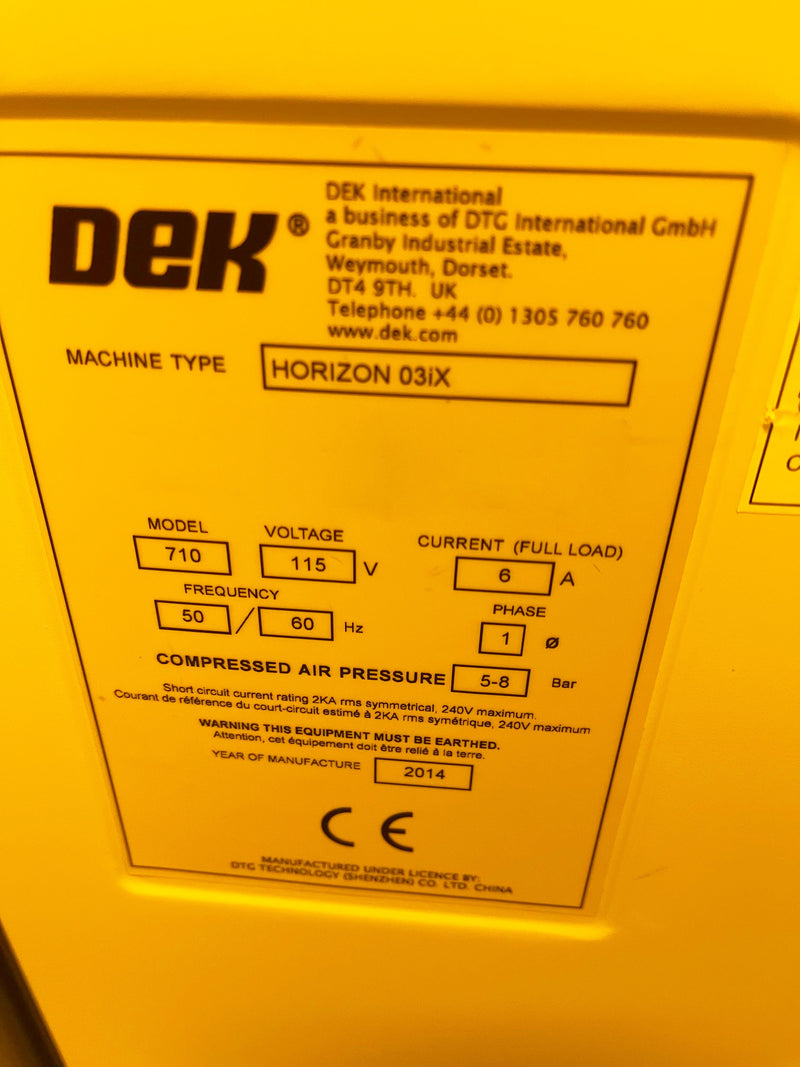 DEK®
DEK International
a business of DTG International GmbH
Granby Industrial Estate,
Weymouth, Dorset.
DT4 9TH. UK
Telephone +44 (0) 1305 760 760
www.dek.com
MACHINE TYPE HORIZON 03iX
MODEL VOLTAGE CURRENT (FULL LOAD)
710 115 V 6 A
FREQUENCY PHASE
50 / 60 Hz 1 ø
COMPRESSED AIR PRESSURE 5-8 Bar
Short circuit current rating 2KA rms symmetrical, 240V maximum.
Courant de référence du court-circuit estimé à 2KA rms symétrique, 240V maximum
WARNING THIS EQUIPMENT MUST BE EARTHED.
Attention, cet équipement doit être relié à la terre.
YEAR OF MANUFACTURE 2014
CE
MANUFACTURED UNDER LICENCE BY:
DTG TECHNOLOGY (SHENZHEN) CO. LTD. CHINA